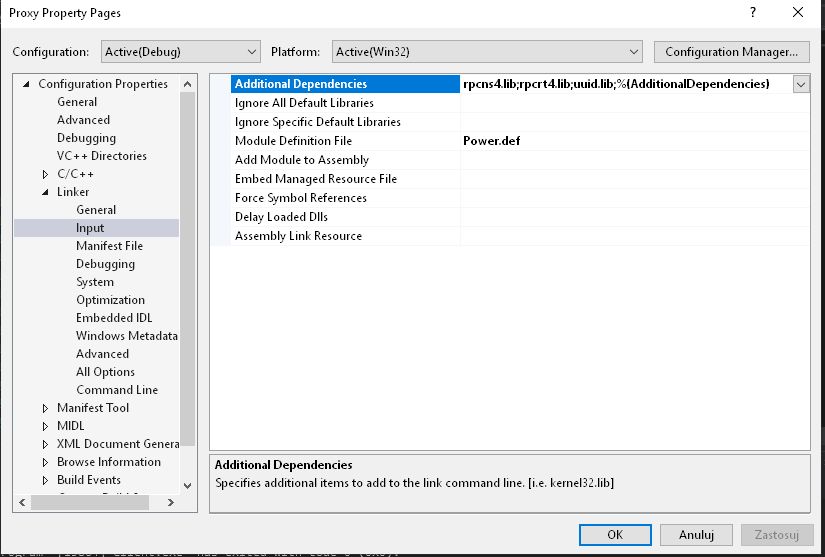 Proxy Property Pages
?
Configuration: Active(Debug) Platform: Active(Win32) Configuration Manager...
Configuration Properties
General
Advanced
Debugging
VC++ Directories
C/C++
Linker
General
Input
Manifest File
Debugging
System
Optimization
Embedded IDL
Windows Metadata
Advanced
All Options
Command Line
Manifest Tool
MIDL
XML Document Genera
Browse Information
Build Events
Additional Dependencies rpcns4.lib;rpcrt4.lib;uuid.lib;%(AdditionalDependencies)
Ignore All Default Libraries
Ignore Specific Default Libraries
Module Definition File Power.def
Add Module to Assembly
Embed Managed Resource File
Force Symbol References
Delay Loaded Dlls
Assembly Link Resource
Additional Dependencies
Specifies additional items to add to the link command line. [i.e. kernel32.lib]
OK Anuluj Zastosuj